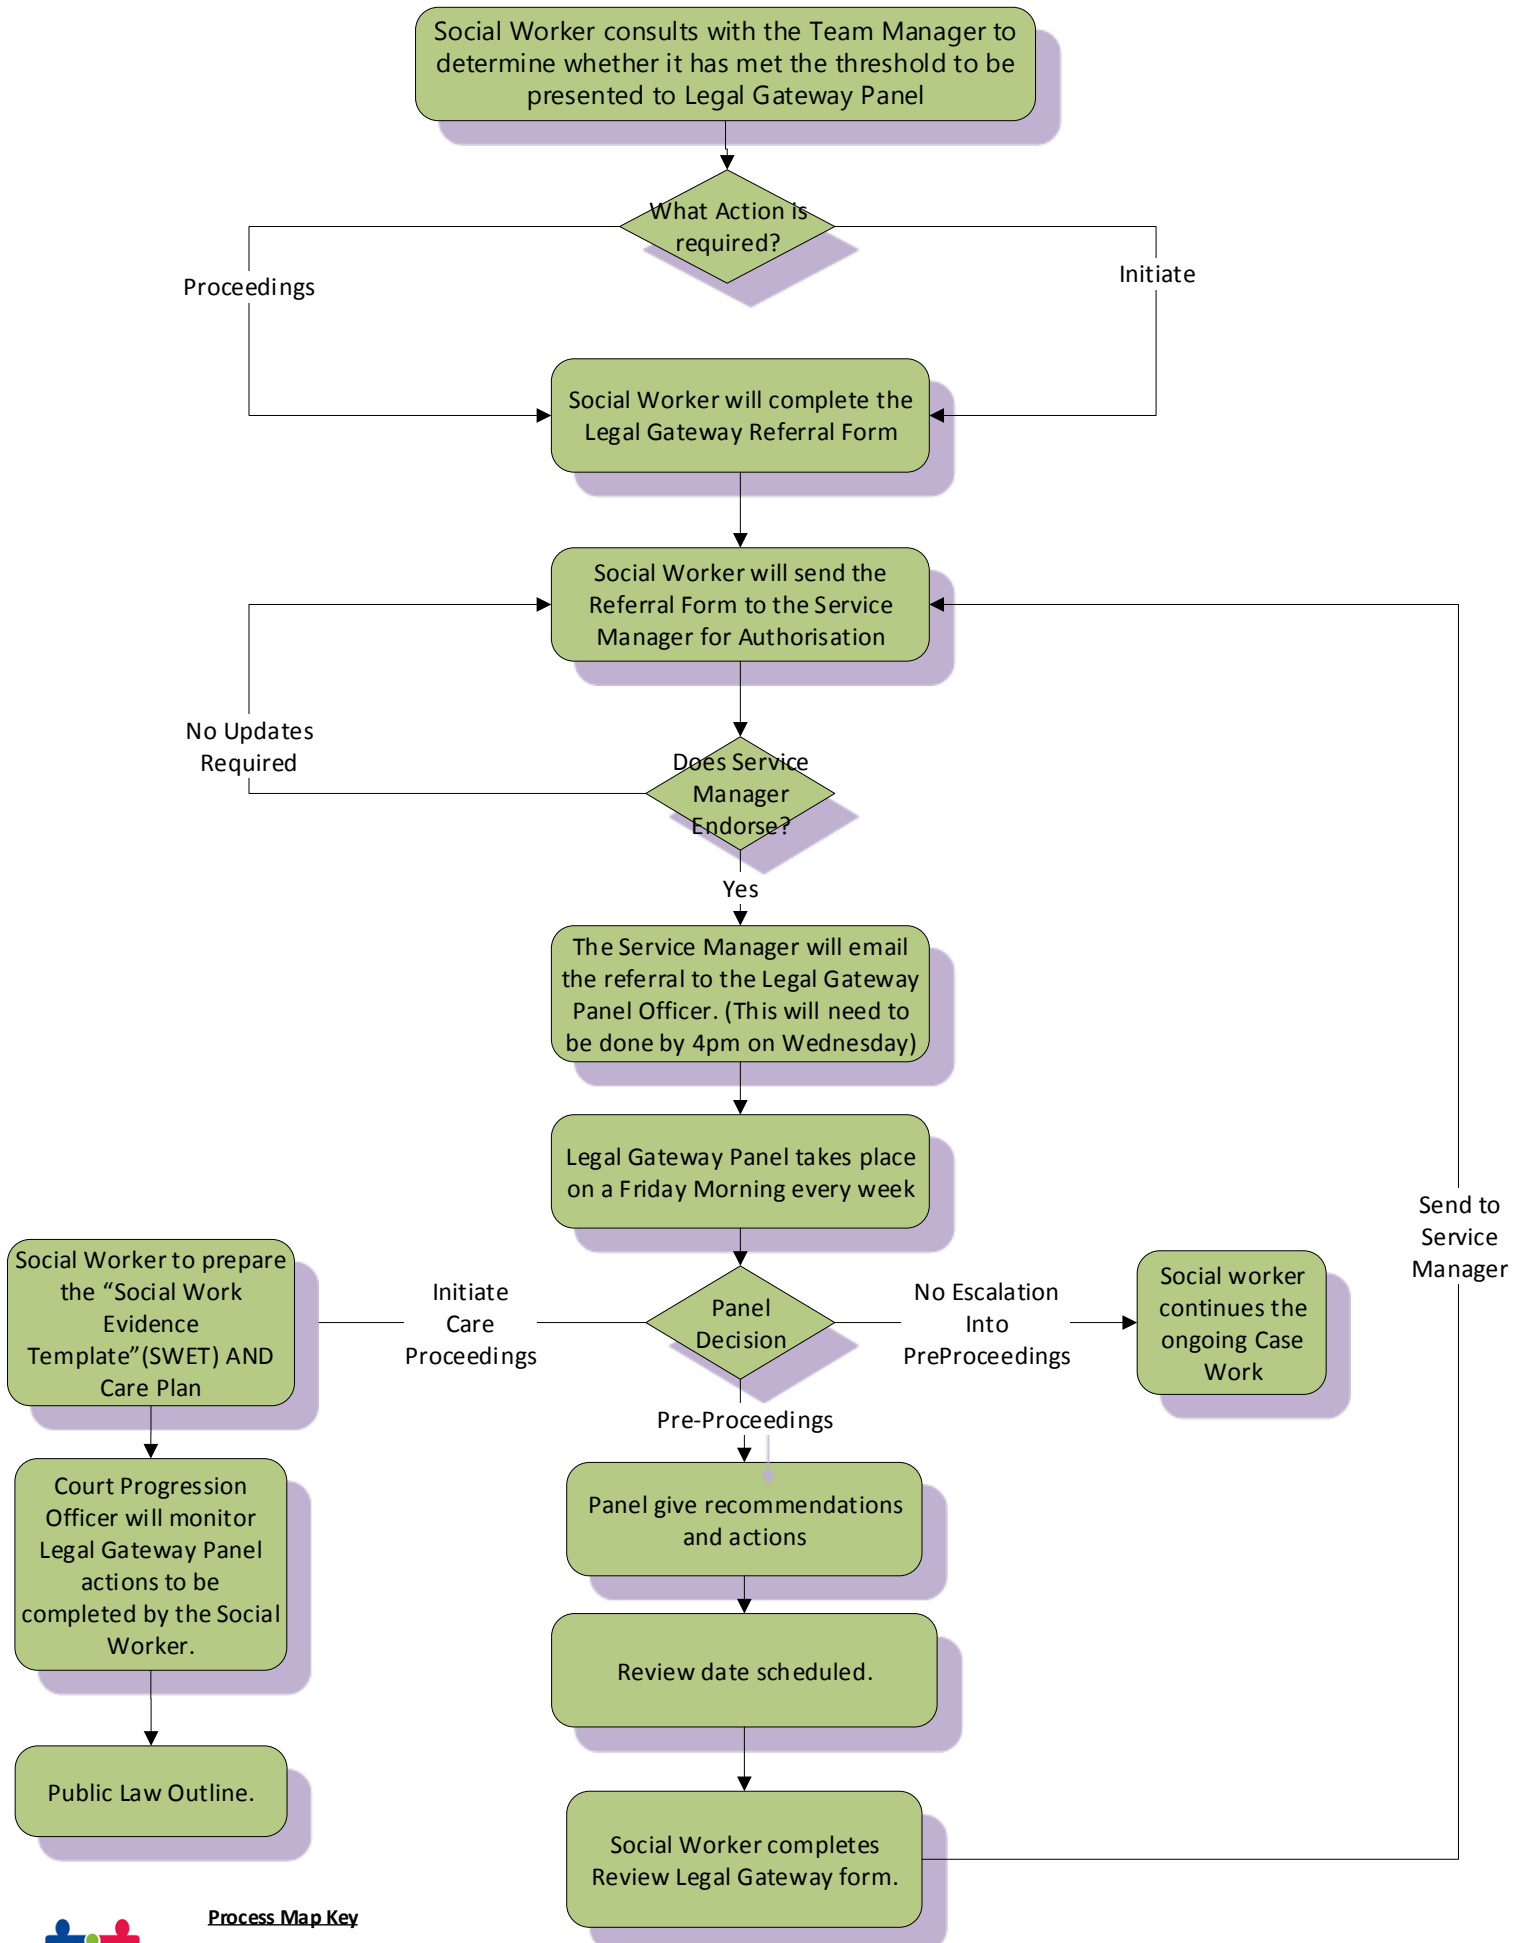 Social Worker consults with the Team Manager to
determine whether it has met the threshold to be
presented to Legal Gateway Panel
What Action is
required?
Proceedings
Initiate
Social Worker will complete the
Legal Gateway Referral Form
Social Worker will send the
Referral Form to the Service
Manager for Authorisation
No Updates
Required
Does Service
Manager
Endorse?
Yes
The Service Manager will email
the referral to the Legal Gateway
Panel Officer. (This will need to
be done by 4pm on Wednesday)
Legal Gateway Panel takes place
on a Friday Morning every week
Send to
Service
Manager
Social Worker to prepare
the “Social Work
Evidence
Template”(SWET) AND
Care Plan
Initiate
Care
Proceedings
Panel
Decision
No Escalation
Into
PreProceedings
Social worker
continues the
ongoing Case
Work
Pre-Proceedings
Court Progression
Officer will monitor
Legal Gateway Panel
actions to be
completed by the Social
Worker.
Panel give recommendations
and actions
Review date scheduled.
Public Law Outline.
Social Worker completes
Review Legal Gateway form.
Process Map Key